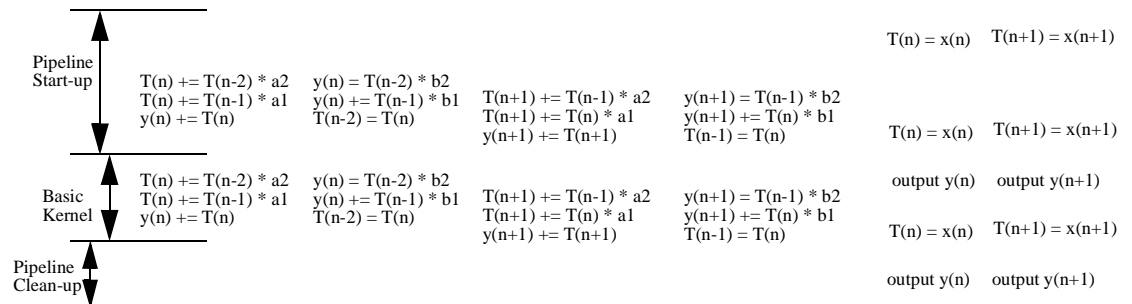 T(n) = x(n) T(n+1) = x(n+1)
Pipeline
Start-up
T(n) += T(n-2) * a2 y(n) = T(n-2) * b2
T(n) += T(n-1) * a1 y(n) += T(n-1) * b1 T(n+1) += T(n-1) * a2 y(n+1) = T(n-1) * b2
y(n) += T(n) T(n-2) = T(n) T(n+1) += T(n) * a1 y(n+1) += T(n) * b1 T(n) = x(n) T(n+1) = x(n+1)
y(n+1) += T(n+1) T(n-1) = T(n)
Basic
Kernel
T(n) += T(n-2) * a2 y(n) = T(n-2) * b2 output y(n) output y(n+1)
T(n) += T(n-1) * a1 y(n) += T(n-1) * b1 T(n+1) += T(n-1) * a2 y(n+1) = T(n-1) * b2
y(n) += T(n) T(n-2) = T(n) T(n+1) += T(n) * a1 y(n+1) += T(n) * b1 T(n) = x(n) T(n+1) = x(n+1)
y(n+1) += T(n+1) T(n-1) = T(n)
Pipeline
Clean-up
output y(n) output y(n+1)